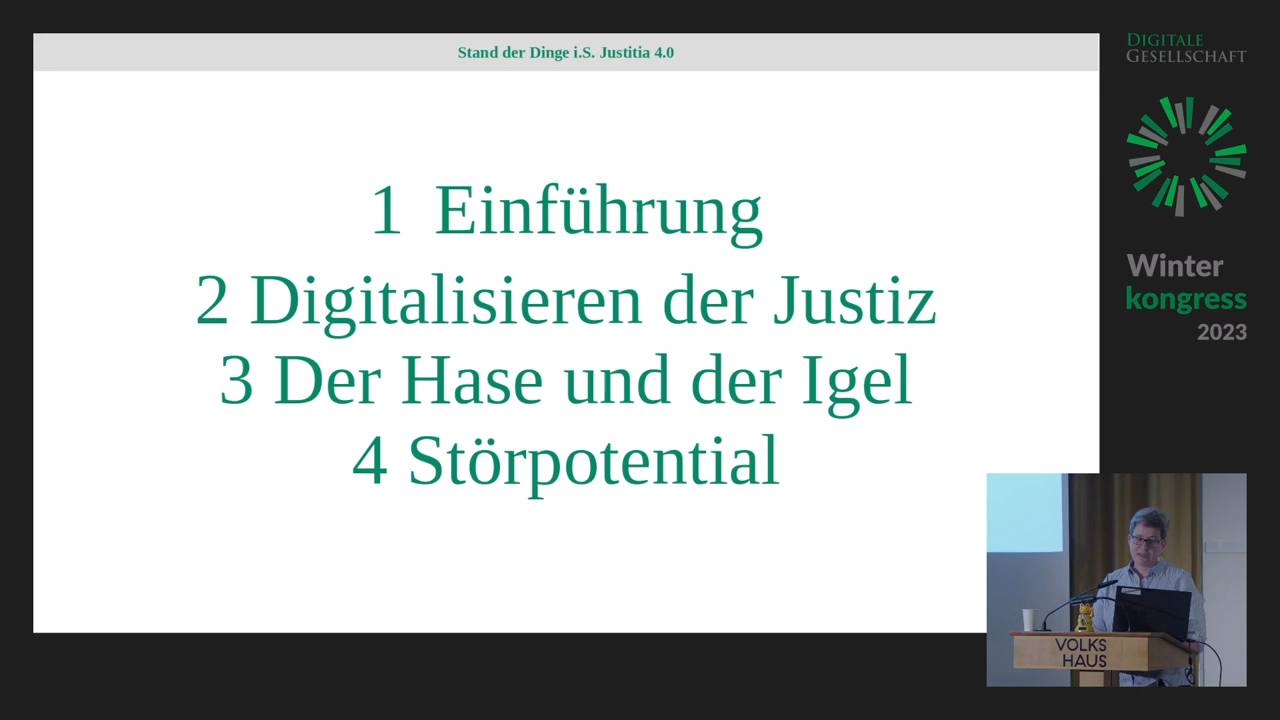 Stand der Dinge i.S. Justitia 4.0
1 Einführung
2 Digitalisieren der Justiz
3 Der Hase und der Igel
4 Störpotential
DIGITALE
GESELLSCHAFT
Winter
kongress
2023
VOLKS
HAUS